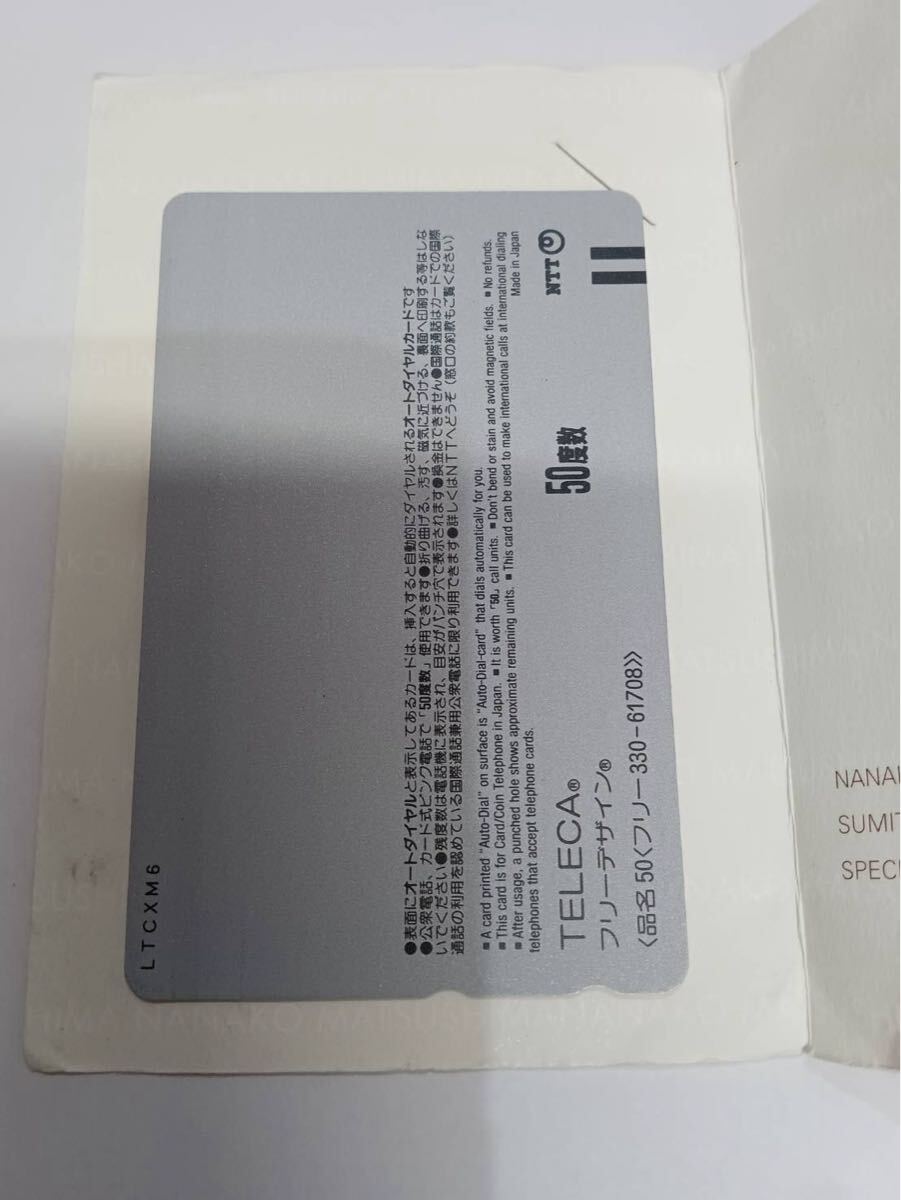 LTCXM6
●表面にオートダイヤルと表示してあるカードは、挿入すると自動的にダイヤルされるオートダイヤルカードです
●公衆電話、カード式ピンク電話で「50度数」使用できます●折り曲げる、汚す、磁気に近づける、裏面へ印刷する等はしな
いでください●残度数は電話機に表示され、目安がパンチ穴で表示されます●換金はできません●国際通話はカードでの国際
通話の利用を認めている国際通話兼用公衆電話に限り利用できます●詳しくはNTTへどうぞ(窓口の約款もご覧ください)
■ A card printed "Auto-Dial" on surface is "Auto-Dial-card" that dials automatically for you.
■ This card is for Card/Coin Telephone in Japan. ■ It is worth「50」call units. ■ Don't bend or stain and avoid magnetic fields. ■ No refunds.
■ After usage, a punched hole shows approximate remaining units. ■ This card can be used to make international calls at international dialing
telephones that accept telephone cards.
Made in Japan
TELECA®
フリーデザイン®
50度数
NTT
〈品名 50〈フリー330-61708〉〉
NANAKO MATSUSHIMA
NANAK
SUMIT
SPECI